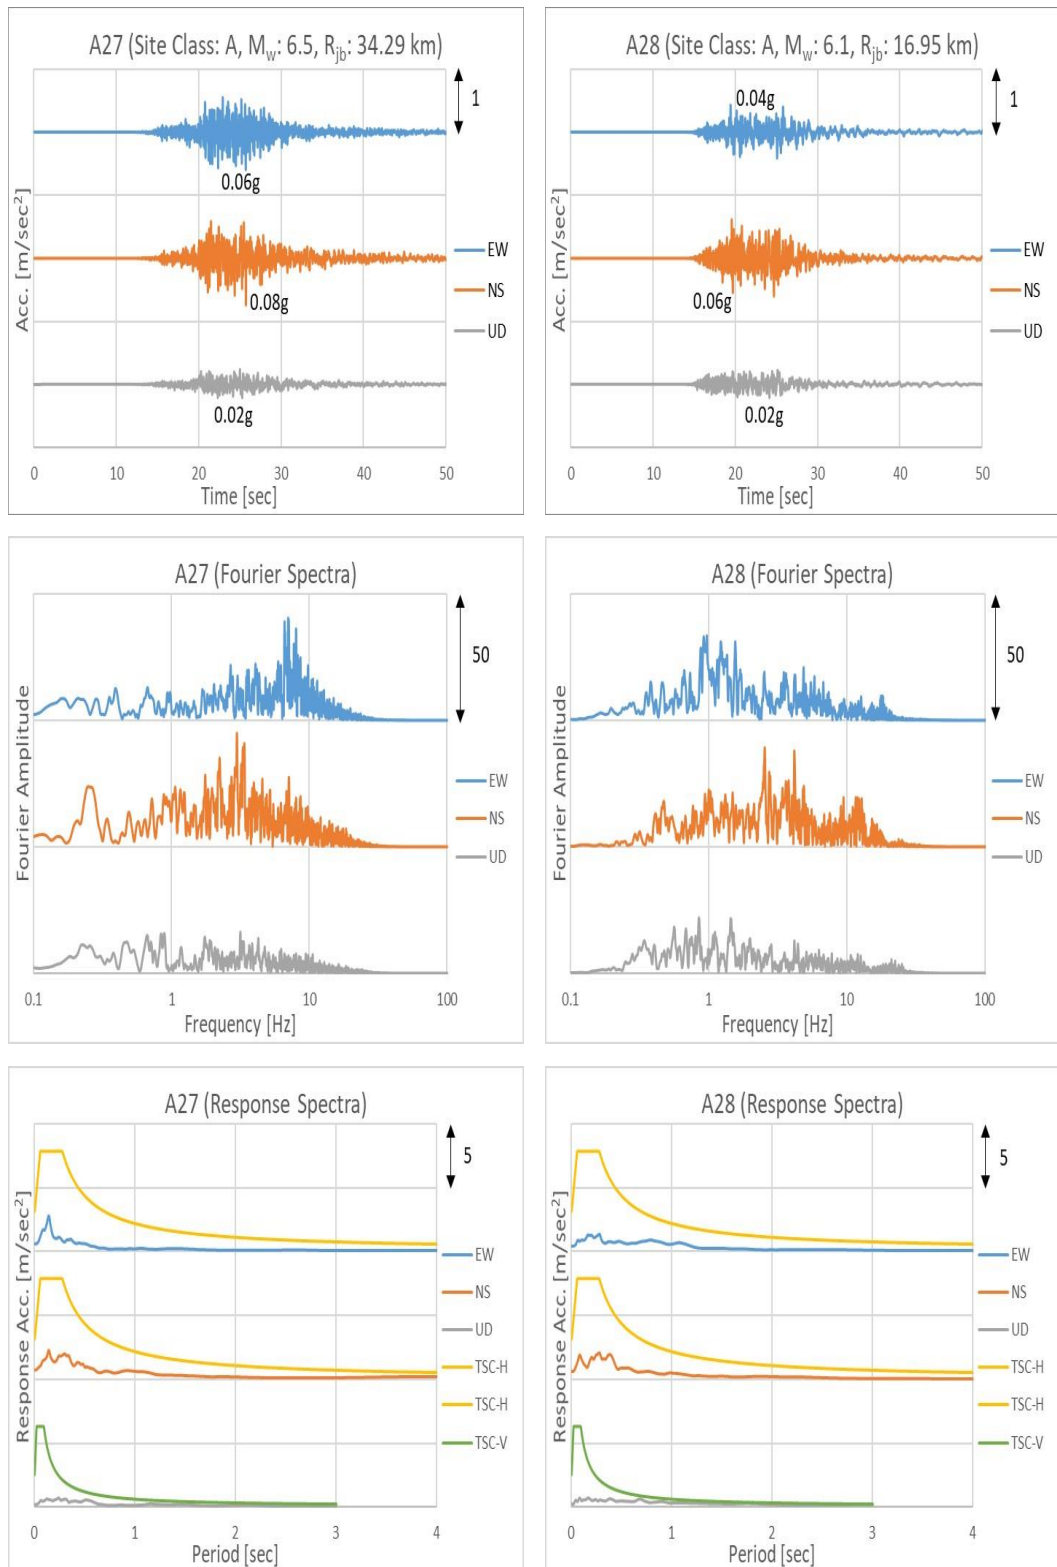 A27 (Site Class: A, Mw: 6.5, Rjb: 34.29 km)
1
0.06g
0.08g
0.02g
Acc. [m/sec²]
EW
NS
UD
0 10 20 30 40 50
Time [sec]
A28 (Site Class: A, Mw: 6.1, Rjb: 16.95 km)
1
0.04g
0.06g
0.02g
Acc. [m/sec²]
EW
NS
UD
0 10 20 30 40 50
Time [sec]
A27 (Fourier Spectra)
50
Fourier Amplitude
EW
NS
UD
0.1 1 10 100
Frequency [Hz]
A28 (Fourier Spectra)
50
Fourier Amplitude
EW
NS
UD
0.1 1 10 100
Frequency [Hz]
A27 (Response Spectra)
5
Response Acc. [m/sec²]
EW
NS
UD
TSC-H
TSC-H
TSC-V
0 1 2 3 4
Period [sec]
A28 (Response Spectra)
5
Response Acc. [m/sec²]
EW
NS
UD
TSC-H
TSC-H
TSC-V
0 1 2 3 4
Period [sec]